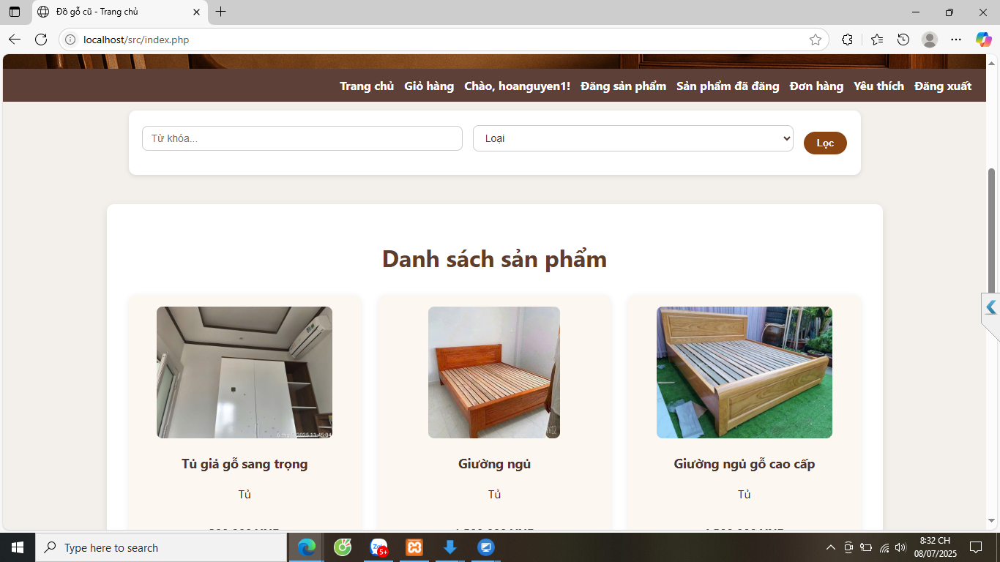 Đồ gỗ cũ - Trang chủ
localhost/src/index.php
Trang chủ Giỏ hàng Chào, hoanguyen1! Đăng sản phẩm Sản phẩm đã đăng Đơn hàng Yêu thích Đăng xuất
Từ khóa... Loại Lọc
Danh sách sản phẩm
Tủ giả gỗ sang trọng Giường ngủ Giường ngủ gỗ cao cấp
Tủ Tủ Tủ
Type here to search
5+
8:32 CH
08/07/2025